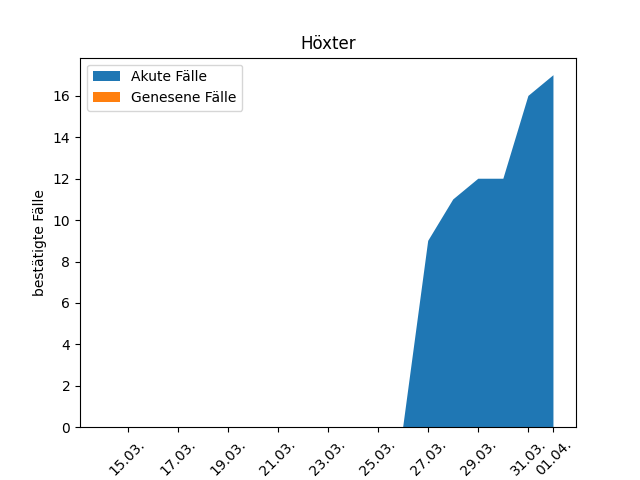 Höxter
Akute Fälle
Genesene Fälle
bestätigte Fälle
16
14
12
10
8
6
4
2
0
15.03. 17.03. 19.03. 21.03. 23.03. 25.03. 27.03. 29.03. 31.03. 01.04.